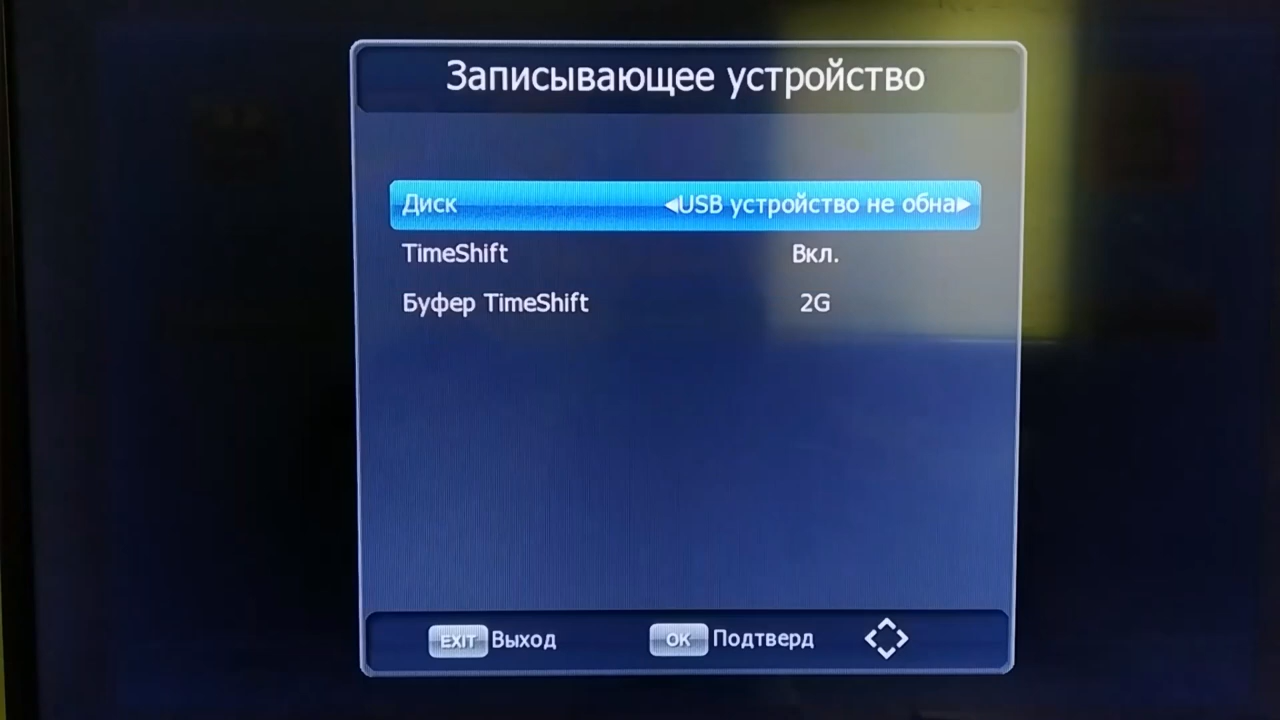 Записывающее устройство
Диск USB устройство не обна
TimeShift Вкл.
Буфер TimeShift 2G
EXIT Выход OK Подтверд